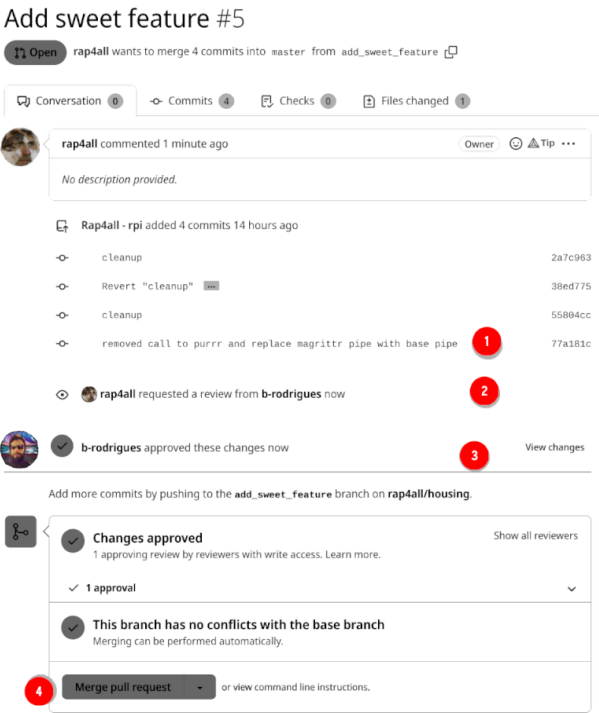 Add sweet feature #5
Open rap4all wants to merge 4 commits into master from add_sweet_feature
Conversation 0 Commits 4 Checks 0 Files changed 1
rap4all commented 1 minute ago Owner Tip ...
No description provided.
Rap4all - rpi added 4 commits 14 hours ago
cleanup 2a7c963
Revert "cleanup" ... 38ed775
cleanup 55804cc
removed call to purrr and replace magrittr pipe with base pipe 1 77a181c
rap4all requested a review from b-rodrigues now 2
b-rodrigues approved these changes now 3 View changes
Add more commits by pushing to the add_sweet_feature branch on rap4all/housing.
Changes approved Show all reviewers
1 approving review by reviewers with write access. Learn more.
1 approval
This branch has no conflicts with the base branch
Merging can be performed automatically.
4 Merge pull request or view command line instructions.